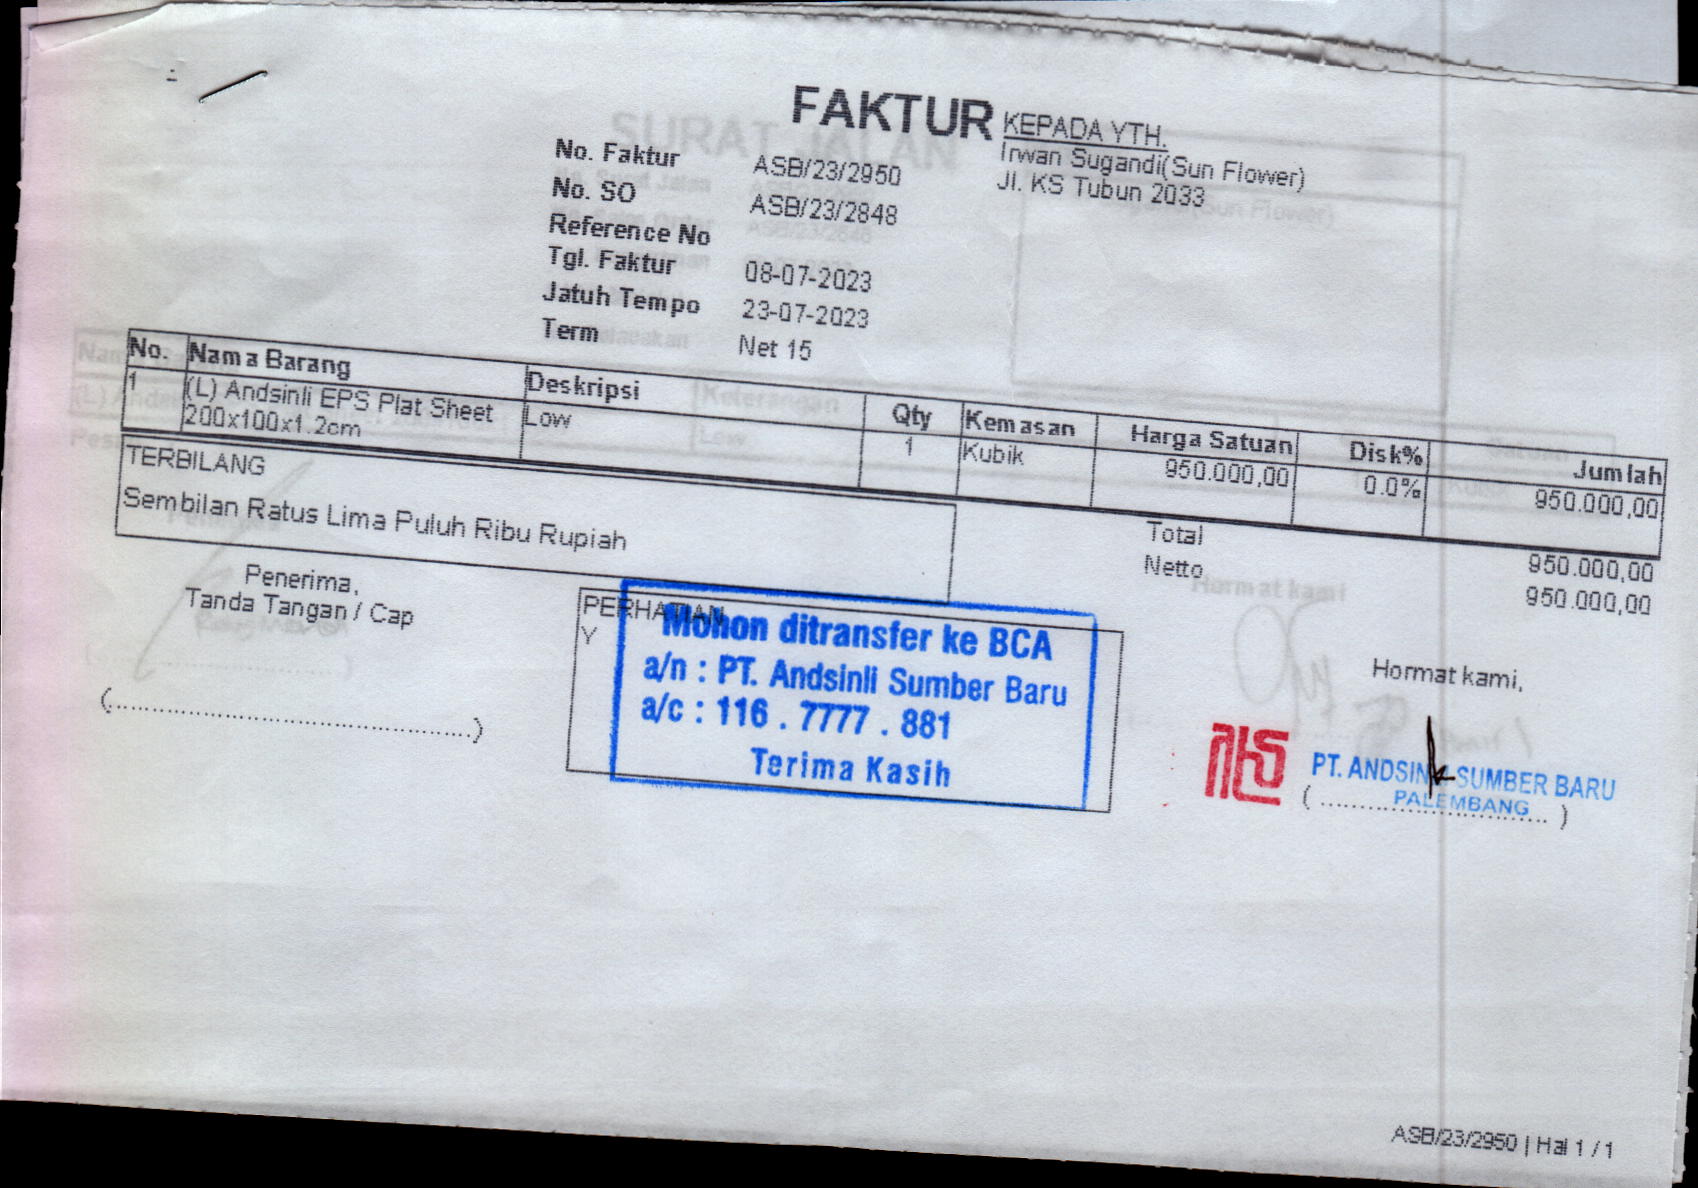 FAKTUR
No. Faktur ASB/23/2950
No. SO ASB/23/2848
Reference No
Tgl. Faktur 08-07-2023
Jatuh Tempo 23-07-2023
Term Net 15
KEPADA YTH.
Irwan Sugandi(Sun Flower)
Jl. KS Tubun 2033
No. Nama Barang Deskripsi Qty Kemasan Harga Satuan Disk% Jumlah
1 (L) Andsinli EPS Plat Sheet Low 1 Kubik 950.000,00 0.0% 950.000,00
200x100x1.2cm
TERBILANG
Sembilan Ratus Lima Puluh Ribu Rupiah
Total 950.000,00
Netto 950.000,00
Penerima,
Tanda Tangan / Cap
(........................................)
PERHATIAN
Y
Mohon ditransfer ke BCA
a/n : PT. Andsinli Sumber Baru
a/c : 116 . 7777 . 881
Terima Kasih
Hormat kami,
PT. ANDSINLI SUMBER BARU
PALEMBANG
(........................................)
SURAT JALAN
Hormat kami
ASB/23/2950 | Hal 1 / 1